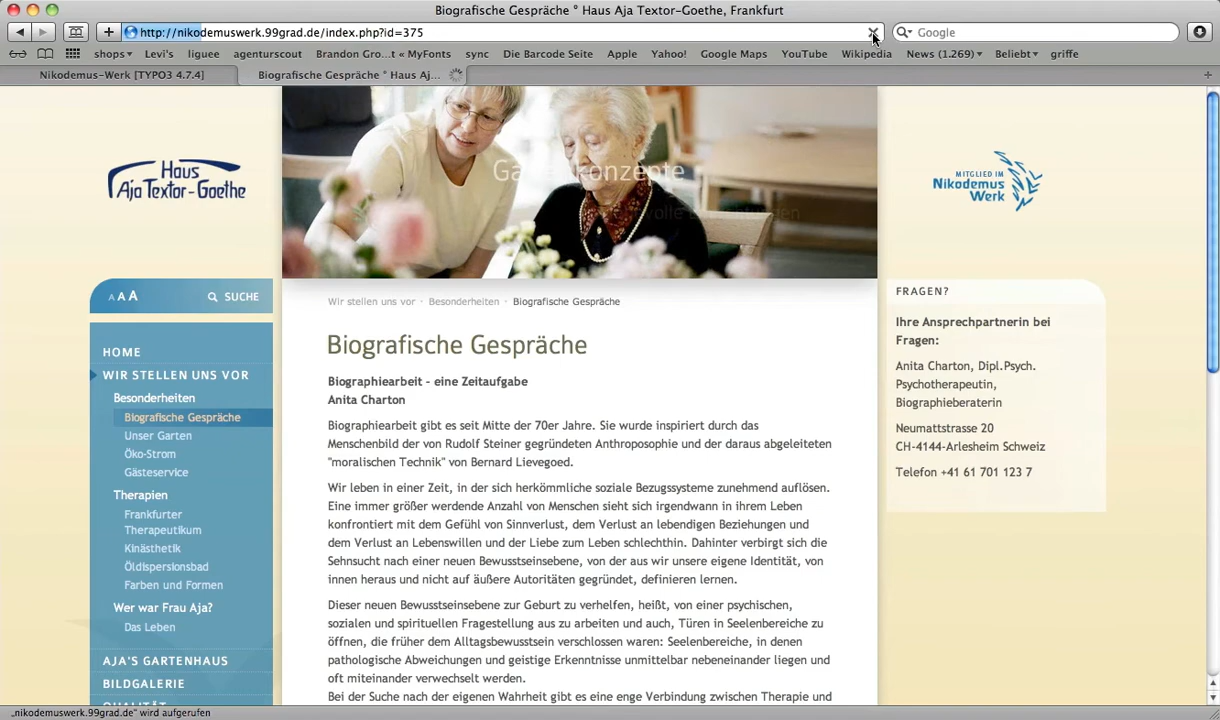 Biografische Gespräche ° Haus Aja Textor-Goethe, Frankfurt
http://nikodemuswerk.99grad.de/index.php?id=375
Google
shops Levi's liguee agenturscout Brandon Gro...t « MyFonts sync Die Barcode Seite Apple Yahoo! Google Maps YouTube Wikipedia News (1.269) Beliebt griffe
Nikodemus-Werk [TYPO3 4.7.4]
Biografische Gespräche ° Haus Aj...
Haus
Aja Textor-Goethe
MITGLIED IM
Nikodemus
Werk
A A A
SUCHE
HOME
WIR STELLEN UNS VOR
Besonderheiten
Biografische Gespräche
Unser Garten
Öko-Strom
Gästeservice
Therapien
Frankfurter
Therapeutikum
Kinästhetik
Öldispersionsbad
Farben und Formen
Wer war Frau Aja?
Das Leben
AJA'S GARTENHAUS
BILDGALERIE
QUALITÄT
Wir stellen uns vor · Besonderheiten · Biografische Gespräche
Biografische Gespräche
Biographiearbeit - eine Zeitaufgabe
Anita Charton
Biographiearbeit gibt es seit Mitte der 70er Jahre. Sie wurde inspiriert durch das
Menschenbild der von Rudolf Steiner gegründeten Anthroposophie und der daraus abgeleiteten
"moralischen Technik" von Bernard Lievegoed.
Wir leben in einer Zeit, in der sich herkömmliche soziale Bezugssysteme zunehmend auflösen.
Eine immer größer werdende Anzahl von Menschen sieht sich irgendwann in ihrem Leben
konfrontiert mit dem Gefühl von Sinnverlust, dem Verlust an lebendigen Beziehungen und
dem Verlust an Lebenswillen und der Liebe zum Leben schlechthin. Dahinter verbirgt sich die
Sehnsucht nach einer neuen Bewusstseinsebene, von der aus wir unsere eigene Identität, von
innen heraus und nicht auf äußere Autoritäten gegründet, definieren lernen.
Dieser neuen Bewusstseinsebene zur Geburt zu verhelfen, heißt, von einer psychischen,
sozialen und spirituellen Fragestellung aus zu arbeiten und auch, Türen in Seelenbereiche zu
öffnen, die früher dem Alltagsbewusstsein verschlossen waren: Seelenbereiche, in denen
pathologische Abweichungen und geistige Erkenntnisse unmittelbar nebeneinander liegen und
oft miteinander verwechselt werden.
Bei der Suche nach der eigenen Wahrheit gibt es eine enge Verbindung zwischen Therapie und
FRAGEN?
Ihre Ansprechpartnerin bei
Fragen:
Anita Charton, Dipl.Psych.
Psychotherapeutin,
Biographieberaterin
Neumattstrasse 20
CH-4144-Arlesheim Schweiz
Telefon +41 61 701 123 7
„nikodemuswerk.99grad.de" wird aufgerufen